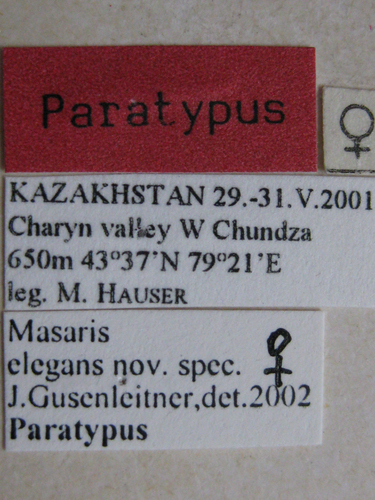 Paratypus
♀
KAZAKHSTAN 29.-31.V.2001
Charyn valley W Chundza
650m 43°37'N 79°21'E
leg. M. HAUSER
Masaris
elegans nov. spec. ♀
J.Gusenleitner,det.2002
Paratypus